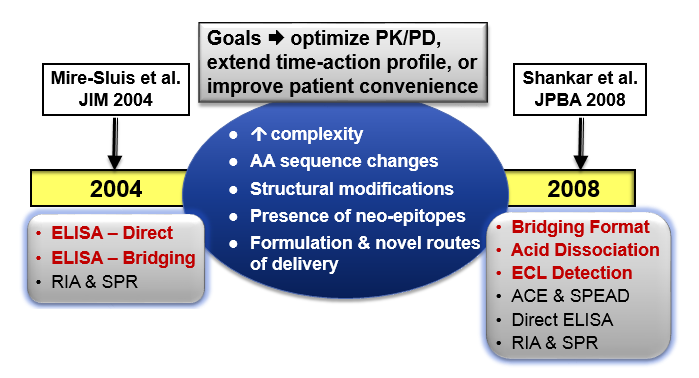 Goals ➡ optimize PK/PD,
extend time-action profile, or
improve patient convenience
Mire-Sluis et al.
JIM 2004
Shankar et al.
JPBA 2008
2004
2008
• ELISA – Direct
• ELISA – Bridging
• RIA & SPR
• ↑ complexity
• AA sequence changes
• Structural modifications
• Presence of neo-epitopes
• Formulation & novel routes
of delivery
• Bridging Format
• Acid Dissociation
• ECL Detection
• ACE & SPEAD
• Direct ELISA
• RIA & SPR